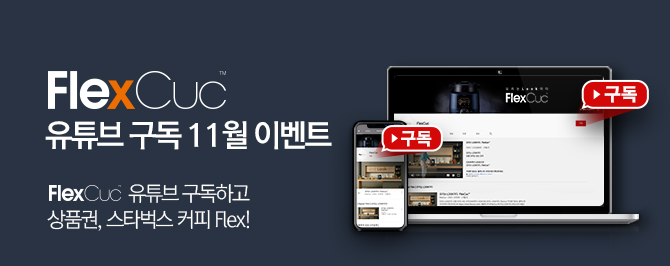 FlexCuc™
유튜브 구독 11월 이벤트
FlexCuc™ 유튜브 구독하고
상품권, 스타벅스 커피 Flex!
구독
구독
FlexCuc